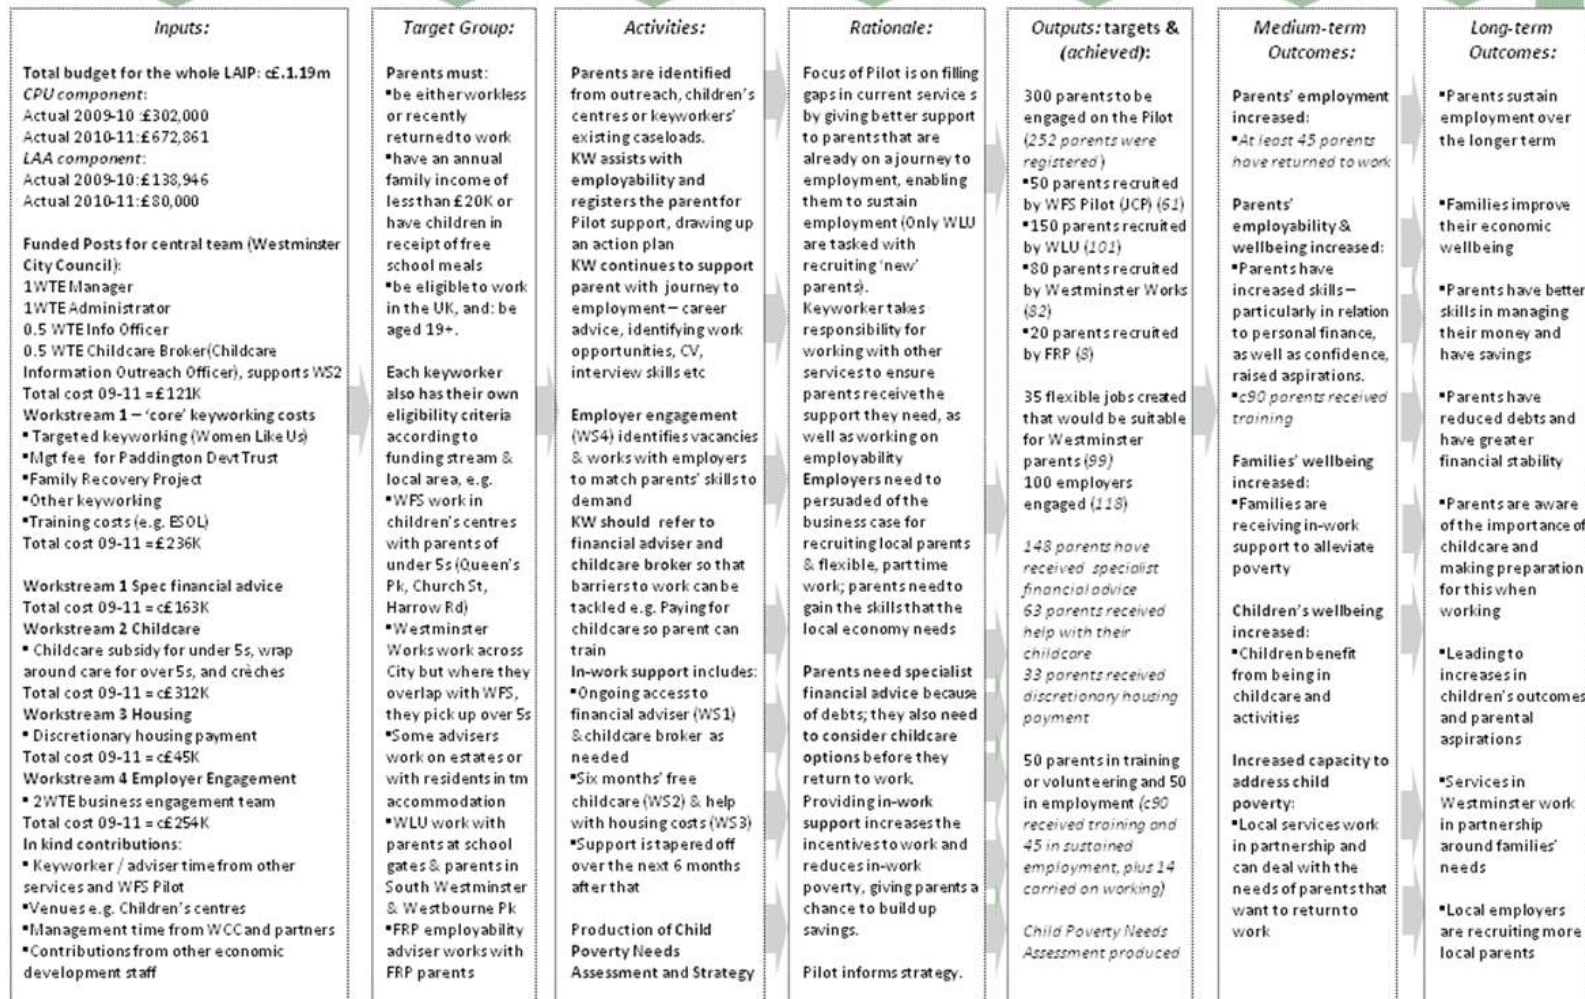 Inputs:
Total budget for the whole LAIP: c£.1.19m
CPU component:
Actual 2009-10 :£302,000
Actual 2010-11:£672,861
LAA component:
Actual 2009-10:£138,946
Actual 2010-11:£80,000
Funded Posts for central team (Westminster
City Council):
1WTE Manager
1WTE Administrator
0.5 WTE Info Officer
0.5 WTE Childcare Broker(Childcare
Information Outreach Officer), supports WS2
Total cost 09-11 =£121K
Workstream 1 – 'core' keyworking costs
▪ Targeted keyworking (Women Like Us)
▪Mgt fee for Paddington Devt Trust
▪Family Recovery Project
▪Other keyworking
▪Training costs (e.g. ESOL)
Total cost 09-11 =£236K
Workstream 1 Spec financial advice
Total cost 09-11 = c£163K
Workstream 2 Childcare
▪ Childcare subsidy for under 5s, wrap
around care for over 5s, and crèches
Total cost 09-11 = c£312K
Workstream 3 Housing
▪ Discretionary housing payment
Total cost 09-11 = c£45K
Workstream 4 Employer Engagement
▪ 2WTE business engagement team
Total cost 09-11 = c£254K
In kind contributions:
▪ Keyworker / adviser time from other
services and WFS Pilot
▪Venues e.g. Children's centres
▪Management time from WCC and partners
▪Contributions from other economic
development staff
Target Group:
Parents must:
▪be either workless
or recently
returned to work
▪have an annual
family income of
less than £20K or
have children in
receipt of free
school meals
▪be eligible to work
in the UK, and: be
aged 19+.
Each keyworker
also has their own
eligibility criteria
according to
funding stream &
local area, e.g.
▪WFS work in
children's centres
with parents of
under 5s (Queen's
Pk, Church St,
Harrow Rd)
▪Westminster
Works work across
City but where they
overlap with WFS,
they pick up over 5s
▪Some advisers
work on estates or
with residents in tm
accommodation
▪WLU work with
parents at school
gates & parents in
South Westminster
& Westbourne Pk
▪FRP employability
adviser works with
FRP parents
Activities:
Parents are identified
from outreach, children's
centres or keyworkers'
existing caseloads.
KW assists with
employability and
registers the parent for
Pilot support, drawing up
an action plan
KW continues to support
parent with journey to
employment – career
advice, identifying work
opportunities, CV,
interview skills etc
Employer engagement
(WS4) identifies vacancies
& works with employers
to match parents' skills to
demand
KW should refer to
financial adviser and
childcare broker so that
barriers to work can be
tackled e.g. Paying for
childcare so parent can
train
In-work support includes:
▪Ongoing access to
financial adviser (WS1)
& childcare broker as
needed
▪Six months' free
childcare (WS2) & help
with housing costs (WS3)
▪Support is tapered off
over the next 6 months
after that
Production of Child
Poverty Needs
Assessment and Strategy
Rationale:
Focus of Pilot is on filling
gaps in current service s
by giving better support
to parents that are
already on a journey to
employment, enabling
them to sustain
employment (Only WLU
are tasked with
recruiting 'new'
parents).
Keyworker takes
responsibility for
working with other
services to ensure
parents receive the
support they need, as
well as working on
employability
Employers need to
persuaded of the
business case for
recruiting local parents
& flexible, part time
work; parents need to
gain the skills that the
local economy needs
Parents need specialist
financial advice because
of debts; they also need
to consider childcare
options before they
return to work.
Providing in-work
support increases the
incentives to work and
reduces in-work
poverty, giving parents a
chance to build up
savings.
Pilot informs strategy.
Outputs: targets &
(achieved):
300 parents to be
engaged on the Pilot
(252 parents were
registered)
▪50 parents recruited
by WFS Pilot (JCP) (61)
▪150 parents recruited
by WLU (101)
▪80 parents recruited
by Westminster Works
(82)
▪20 parents recruited
by FRP (8)
35 flexible jobs created
that would be suitable
for Westminster
parents (99)
100 employers
engaged (118)
148 parents have
received specialist
financial advice
63 parents received
help with their
childcare
33 parents received
discretionary housing
payment
50 parents in training
or volunteering and 50
in employment (c90
received training and
45 in sustained
employment, plus 14
carried on working)
Child Poverty Needs
Assessment produced
Medium-term
Outcomes:
Parents' employment
increased:
▪At least 45 parents
have returned to work
Parents'
employability &
wellbeing increased:
▪Parents have
increased skills –
particularly in relation
to personal finance,
as well as confidence,
raised aspirations.
▪c90 parents received
training
Families' wellbeing
increased:
▪Families are
receiving in-work
support to alleviate
poverty
Children's wellbeing
increased:
▪Children benefit
from being in
childcare and
activities
Increased capacity to
address child
poverty:
▪Local services work
in partnership and
can deal with the
needs of parents that
want to return to
work
Long-term
Outcomes:
▪Parents sustain
employment over
the longer term
▪Families improve
their economic
wellbeing
▪Parents have better
skills in managing
their money and
have savings
▪Parents have
reduced debts and
have greater
financial stability
▪Parents are aware
of the importance of
childcare and
making preparation
for this when
working
▪Leading to
increases in
children's outcomes
and parental
aspirations
▪Services in
Westminster work
in partnership
around families'
needs
▪Local employers
are recruiting more
local parents